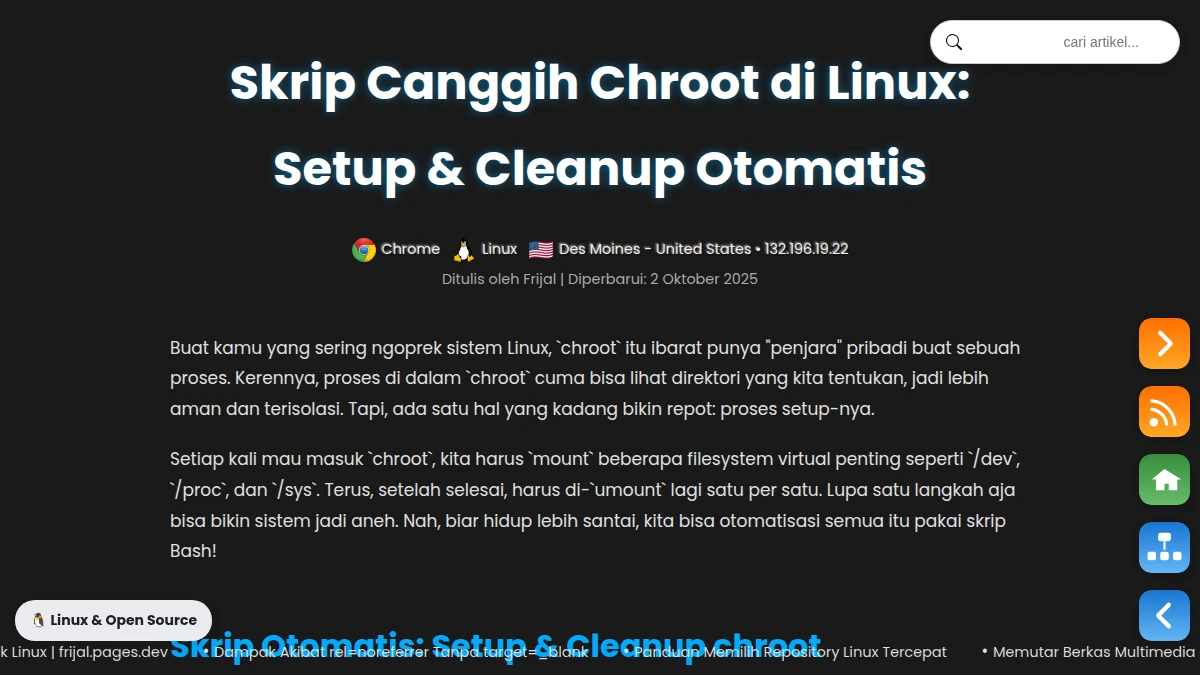 cari artikel...
Skrip Canggih Chroot di Linux:
Setup & Cleanup Otomatis
Chrome Linux Des Moines - United States • 132.196.19.22
Ditulis oleh Frijal | Diperbarui: 2 Oktober 2025
Buat kamu yang sering ngoprek sistem Linux, `chroot` itu ibarat punya "penjara" pribadi buat sebuah
proses. Kerennya, proses di dalam `chroot` cuma bisa lihat direktori yang kita tentukan, jadi lebih
aman dan terisolasi. Tapi, ada satu hal yang kadang bikin repot: proses setup-nya.
Setiap kali mau masuk `chroot`, kita harus `mount` beberapa filesystem virtual penting seperti `/dev`,
`/proc`, dan `/sys`. Terus, setelah selesai, harus di-`umount` lagi satu per satu. Lupa satu langkah aja
bisa bikin sistem jadi aneh. Nah, biar hidup lebih santai, kita bisa otomatisasi semua itu pakai skrip
Bash!
Linux & Open Source
Skrip Otomatis: Setup & Cleanup chroot
k Linux | frijal.pages.dev • Dampak Akibat rel=noreferrer Tanpa target=_blank • Panduan Memilih Repository Linux Tercepat • Memutar Berkas Multimedia